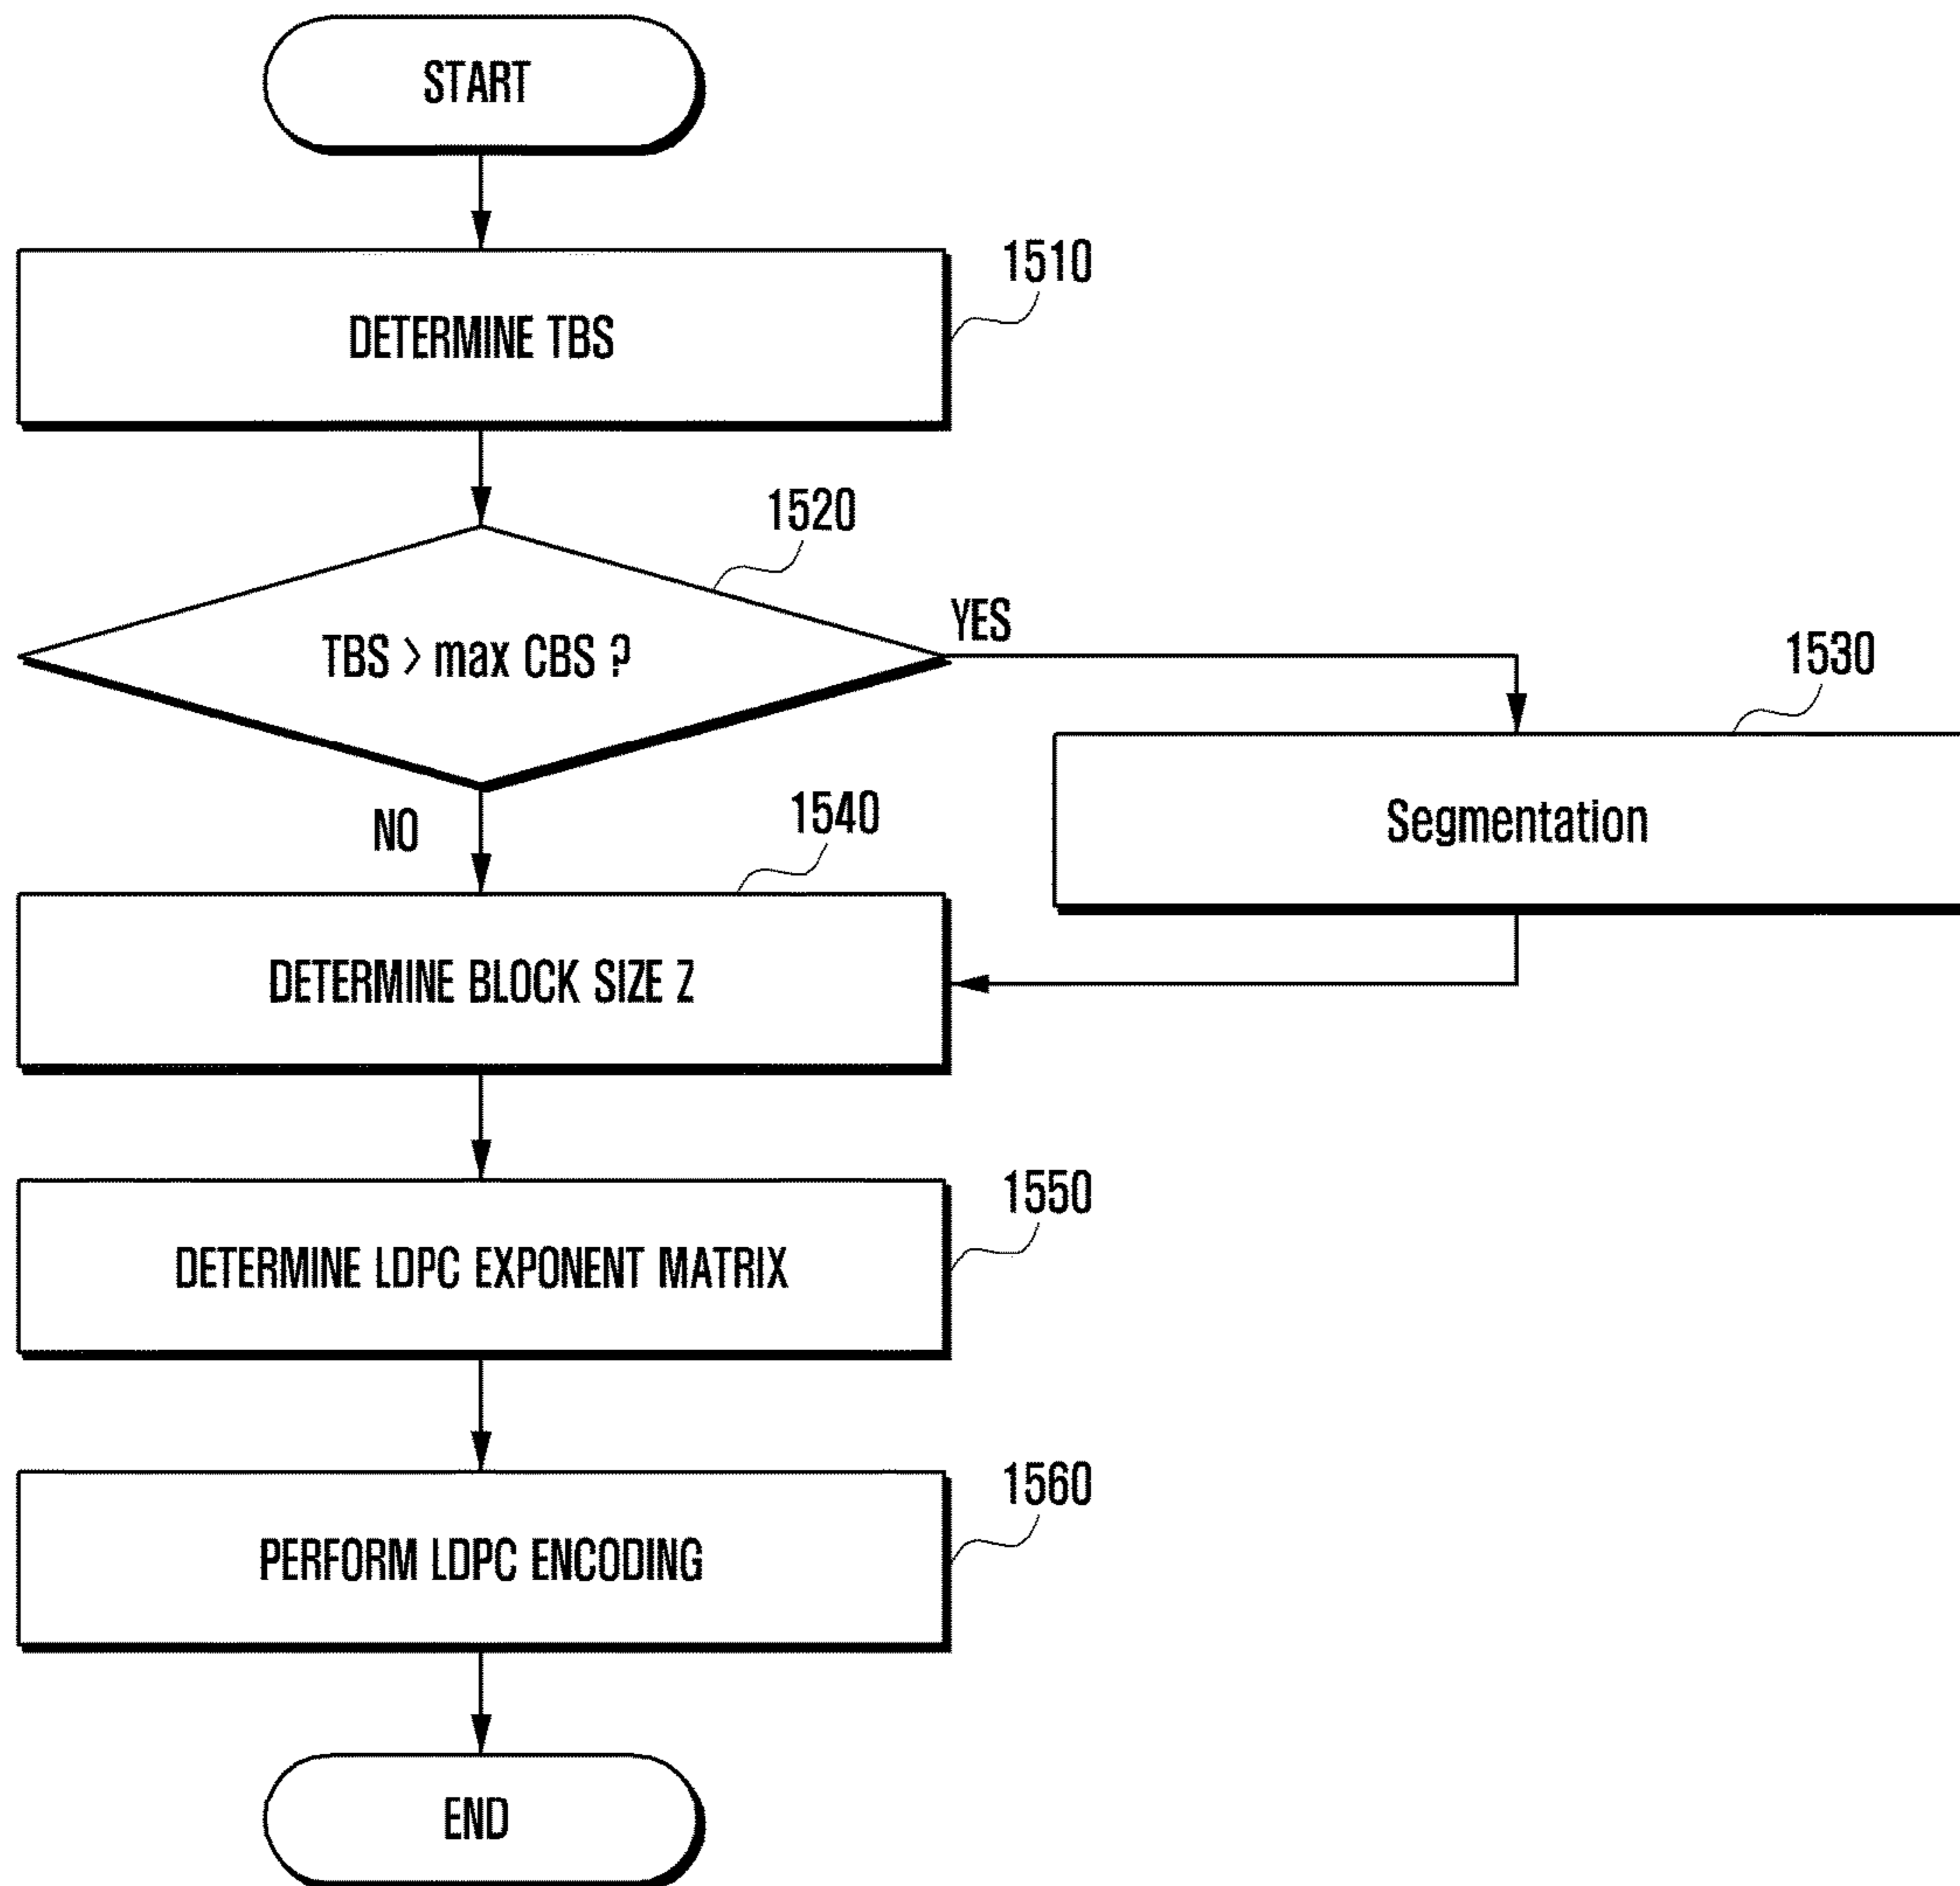 START
1510
DETERMINE TBS
1520
TBS > max CBS ?
YES
1530
Segmentation
NO
1540
DETERMINE BLOCK SIZE Z
1550
DETERMINE LDPC EXPONENT MATRIX
1560
PERFORM LDPC ENCODING
END